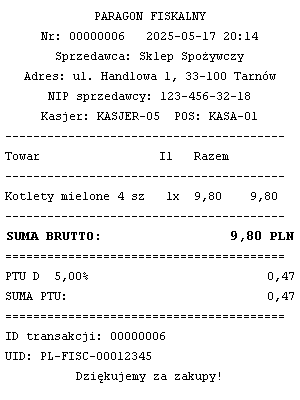 PARAGON FISKALNY
Nr: 00000006 2025-05-17 20:14
Sprzedawca: Sklep Spożywczy
Adres: ul. Handlowa 1, 33-100 Tarnów
NIP sprzedawcy: 123-456-32-18
Kasjer: KASJER-05 POS: KASA-01
----------------------------------------
Towar Il Razem
----------------------------------------
Kotlety mielone 4 sz 1x 9,80 9,80
----------------------------------------
SUMA BRUTTO: 9,80 PLN
========================================
PTU D 5,00% 0,47
SUMA PTU: 0,47
========================================
ID transakcji: 00000006
UID: PL-FISC-00012345
Dziękujemy za zakupy!